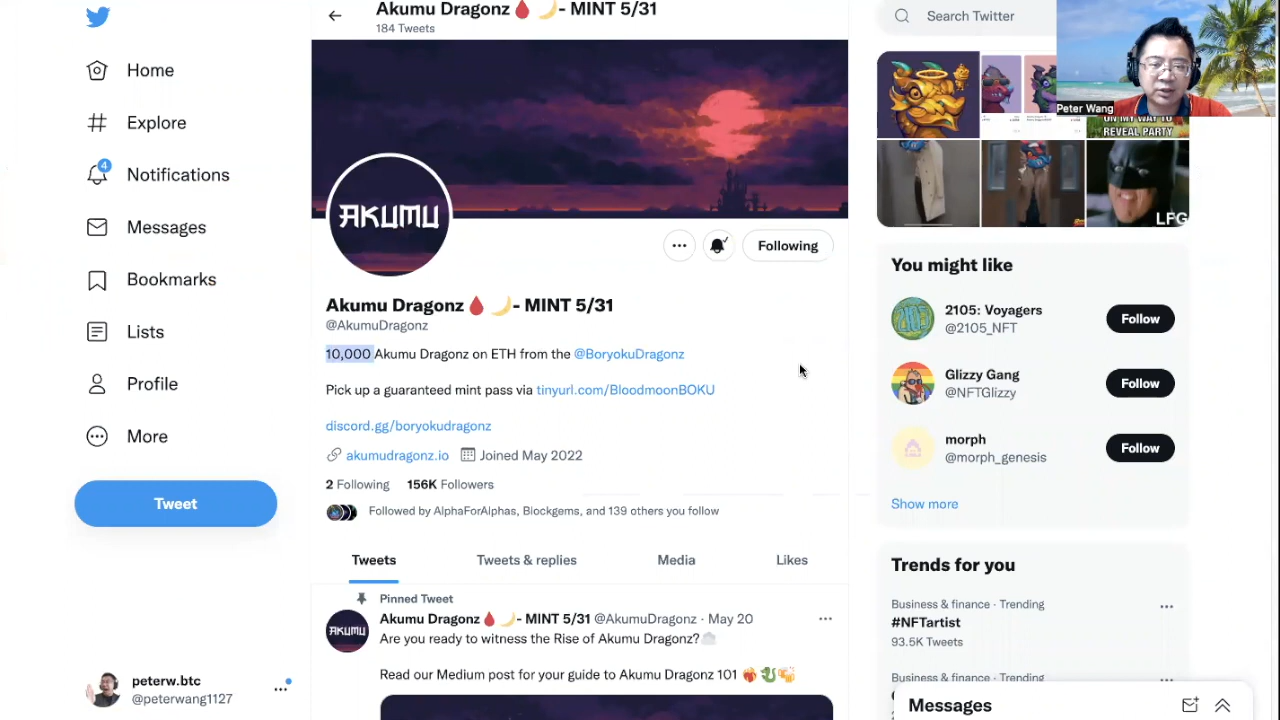 Akumu Dragonz🩸🌙- MINT 5/31
184 Tweets
Search Twitter
Peter Wang
Home
Explore
4
Notifications
Messages
Bookmarks
Lists
Profile
More
Tweet
AKUMU
Following
Akumu Dragonz🩸🌙- MINT 5/31
@AkumuDragonz
10,000 Akumu Dragonz on ETH from the @BoryokuDragonz
Pick up a guaranteed mint pass via tinyurl.com/BloodmoonBOKU
discord.gg/boryokudragonz
akumudragonz.io Joined May 2022
2 Following 156K Followers
Followed by AlphaForAlphas, Blockgems, and 139 others you follow
Tweets Tweets & replies Media Likes
Pinned Tweet
AKUMU
Akumu Dragonz🩸🌙- MINT 5/31 @AkumuDragonz · May 20
Are you ready to witness the Rise of Akumu Dragonz?
Read our Medium post for your guide to Akumu Dragonz 101
ON MY WAY TO
REVEAL PARTY
LFG
You might like
2105: Voyagers
@2105_NFT
Follow
Glizzy Gang
@NFTGlizzy
Follow
morph
@morph_genesis
Follow
Show more
Trends for you
Business & finance · Trending
#NFTartist
93.5K Tweets
Business & finance · Trending
Messages
peterw.btc
@peterwang1127